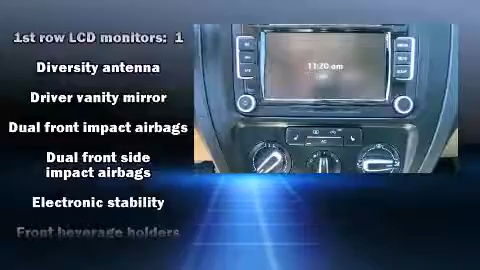 1st row LCD monitors: 1
Diversity antenna
Driver vanity mirror
Dual front impact airbags
Dual front side
impact airbags
Electronic stability
Front beverage holders
11:20 am